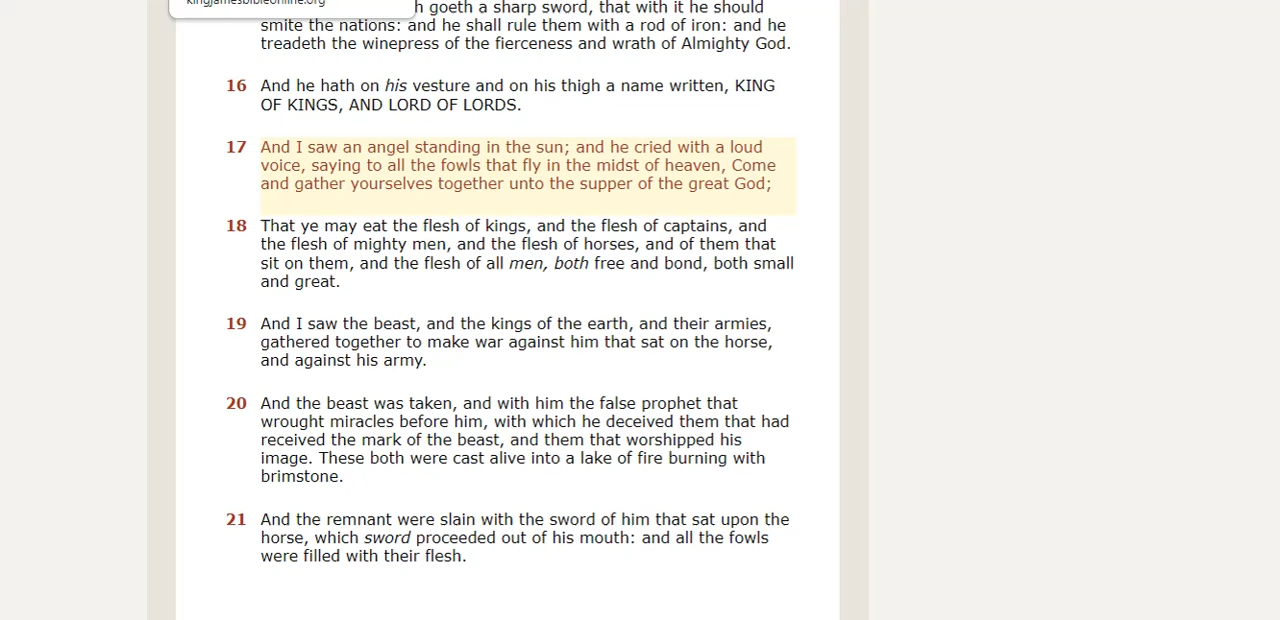 kingjamesbibleonline.org
h goeth a sharp sword, that with it he should
smite the nations: and he shall rule them with a rod of iron: and he
treadeth the winepress of the fierceness and wrath of Almighty God.
16 And he hath on his vesture and on his thigh a name written, KING
OF KINGS, AND LORD OF LORDS.
17 And I saw an angel standing in the sun; and he cried with a loud
voice, saying to all the fowls that fly in the midst of heaven, Come
and gather yourselves together unto the supper of the great God;
18 That ye may eat the flesh of kings, and the flesh of captains, and
the flesh of mighty men, and the flesh of horses, and of them that
sit on them, and the flesh of all men, both free and bond, both small
and great.
19 And I saw the beast, and the kings of the earth, and their armies,
gathered together to make war against him that sat on the horse,
and against his army.
20 And the beast was taken, and with him the false prophet that
wrought miracles before him, with which he deceived them that had
received the mark of the beast, and them that worshipped his
image. These both were cast alive into a lake of fire burning with
brimstone.
21 And the remnant were slain with the sword of him that sat upon the
horse, which sword proceeded out of his mouth: and all the fowls
were filled with their flesh.